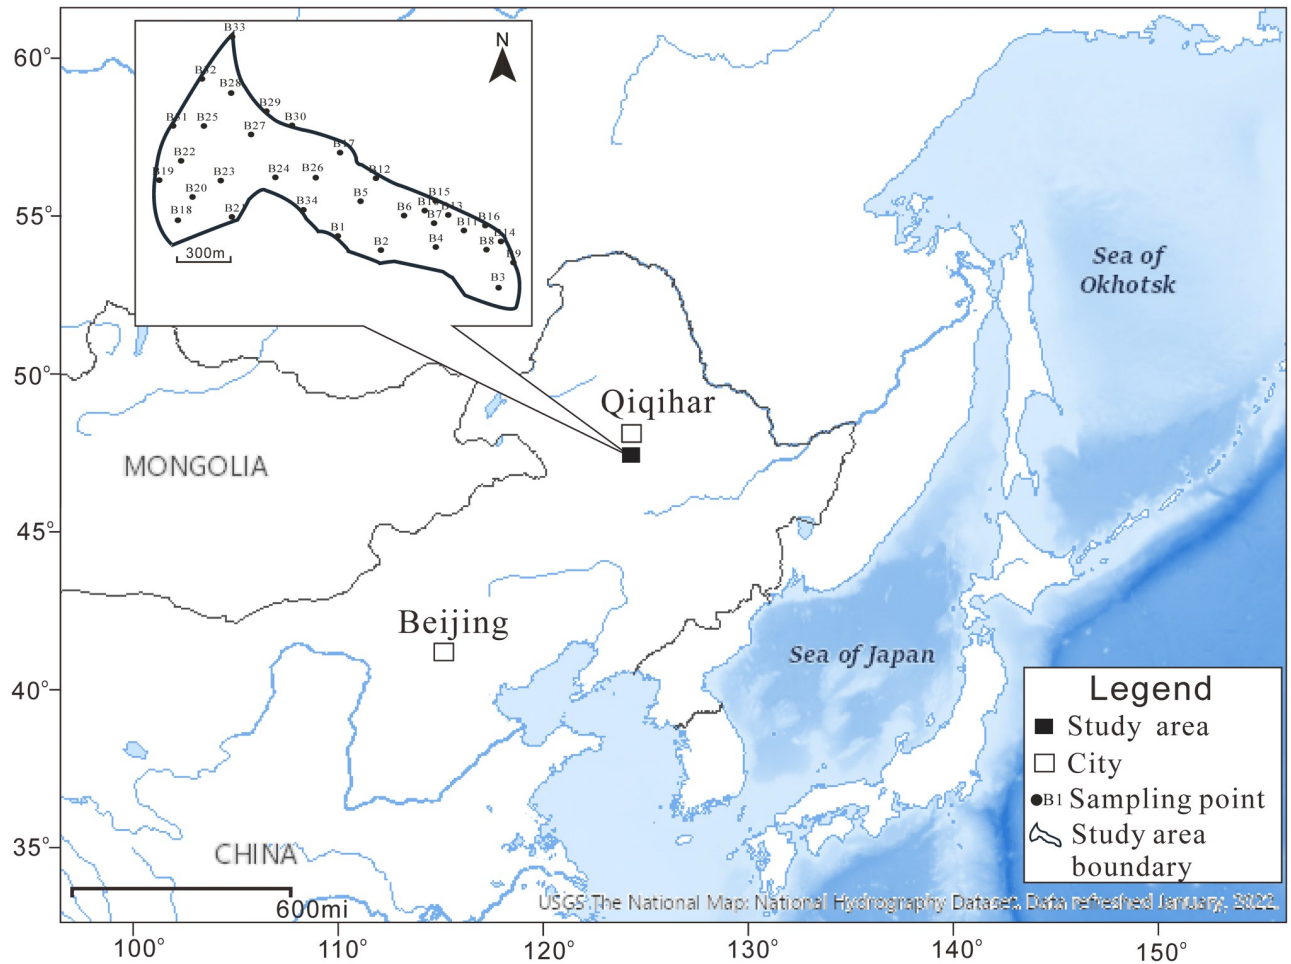 B33
N
B32
B28
B29
B31
B25
B30
B27
B17
B22
B19
B23
B24
B26
B12
B20
B5
B15
B18
B21
B34
B6
B13
B7
B16
B1
B11
B14
B2
B4
B8
B9
B3
300m
60°
55°
50°
45°
40°
35°
Sea of
Okhotsk
Qiqihar
MONGOLIA
Beijing
Sea of Japan
CHINA
600mi
Legend
Study area
City
B1 Sampling point
Study area
boundary
USGS The National Map: National Hydrography Dataset. Data refreshed January, 2022.
100°
110°
120°
130°
140°
150°